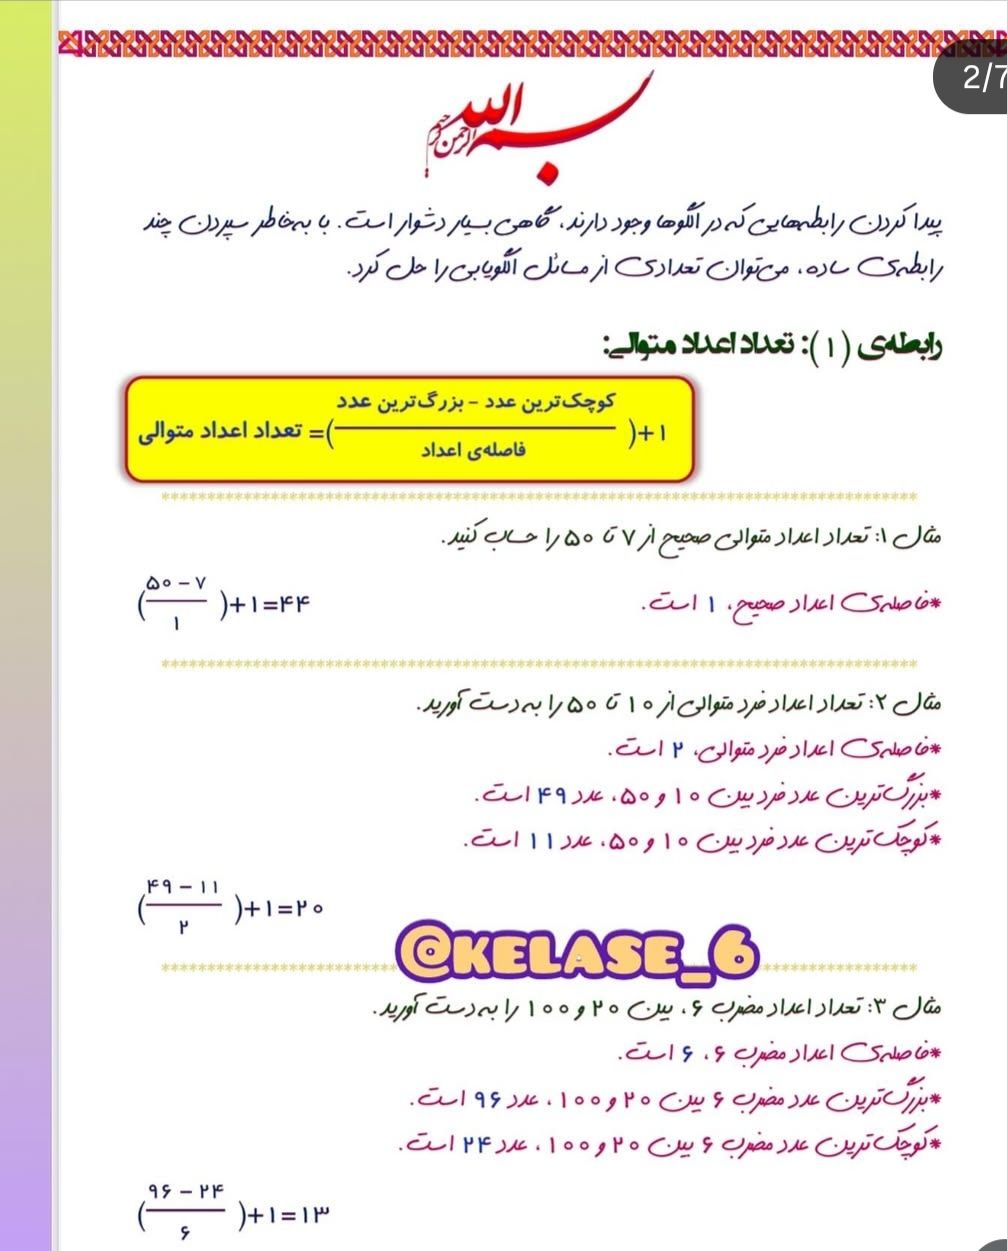 2/7
بسم الله الرحمن الرحیم
پیدا کردن رابطه‌هایی که در الگوها وجود دارند، گاهی بسیار دشوار است. با به‌خاطر سپردن چند
رابطه‌ی ساده، می‌توان تعدادی از مسائل الگویابی را حل کرد.
رابطه‌ی (۱): تعداد اعداد متوالی:
تعداد اعداد متوالی =(کوچک‌ترین عدد – بزرگ‌ترین عدد / فاصله‌ی اعداد)+۱
****************************************
مثال ۱: تعداد اعداد متوالی صحیح از ۷ تا ۵۰ را حساب کنید.
*فاصله‌ی اعداد صحیح، ۱ است.
(۵۰ – ۷ / ۱)+۱=۴۴
****************************************
مثال ۲: تعداد اعداد فرد متوالی از ۱۰ تا ۵۰ را به دست آورید.
*فاصله‌ی اعداد فرد متوالی، ۲ است.
*بزرگ‌ترین عدد فرد بین ۱۰ و ۵۰، عدد ۴۹ است.
*کوچک‌ترین عدد فرد بین ۱۰ و ۵۰، عدد ۱۱ است.
(۴۹ – ۱۱ / ۲)+۱=۲۰
@KELASE_6
****************************************
مثال ۳: تعداد اعداد مضرب ۶، بین ۲۰ و ۱۰۰ را به دست آورید.
*فاصله‌ی اعداد مضرب ۶، ۶ است.
*بزرگ‌ترین عدد مضرب ۶ بین ۲۰ و ۱۰۰، عدد ۹۶ است.
*کوچک‌ترین عدد مضرب ۶ بین ۲۰ و ۱۰۰، عدد ۲۴ است.
(۹۶ – ۲۴ / ۶)+۱=۱۳